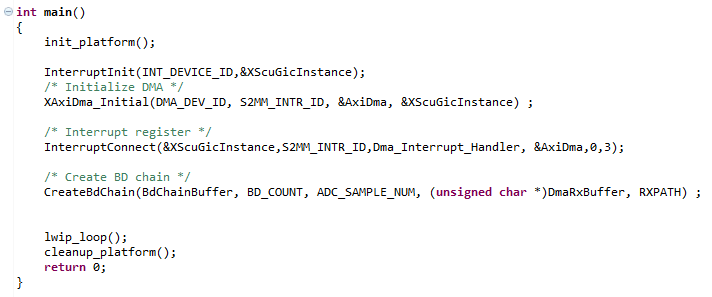 int main()
{
    init_platform();

    InterruptInit(INT_DEVICE_ID,&XScuGicInstance);
    /* Initialize DMA */
    XAxiDma_Initial(DMA_DEV_ID, S2MM_INTR_ID, &AxiDma, &XScuGicInstance) ;

    /* Interrupt register */
    InterruptConnect(&XScuGicInstance,S2MM_INTR_ID,Dma_Interrupt_Handler, &AxiDma,0,3);

    /* Create BD chain */
    CreateBdChain(BdChainBuffer, BD_COUNT, ADC_SAMPLE_NUM, (unsigned char *)DmaRxBuffer, RXPATH) ;


    lwip_loop();
    cleanup_platform();
    return 0;
}